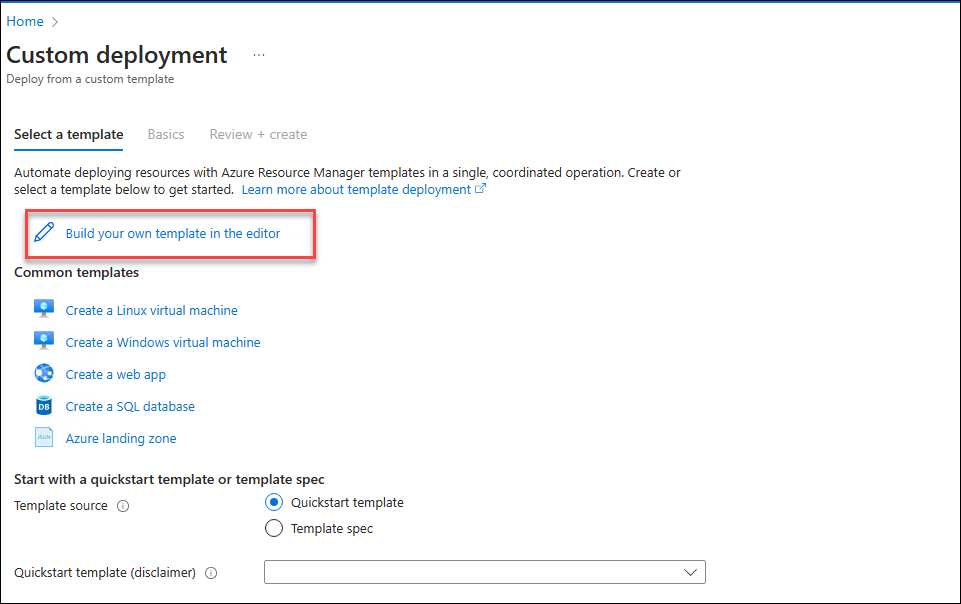 Home >
Custom deployment ...
Deploy from a custom template
Select a template Basics Review + create
Automate deploying resources with Azure Resource Manager templates in a single, coordinated operation. Create or
select a template below to get started. Learn more about template deployment
Build your own template in the editor
Common templates
Create a Linux virtual machine
Create a Windows virtual machine
Create a web app
DB Create a SQL database
JSON Azure landing zone
Start with a quickstart template or template spec
Template source
Quickstart template
Template spec
Quickstart template (disclaimer)